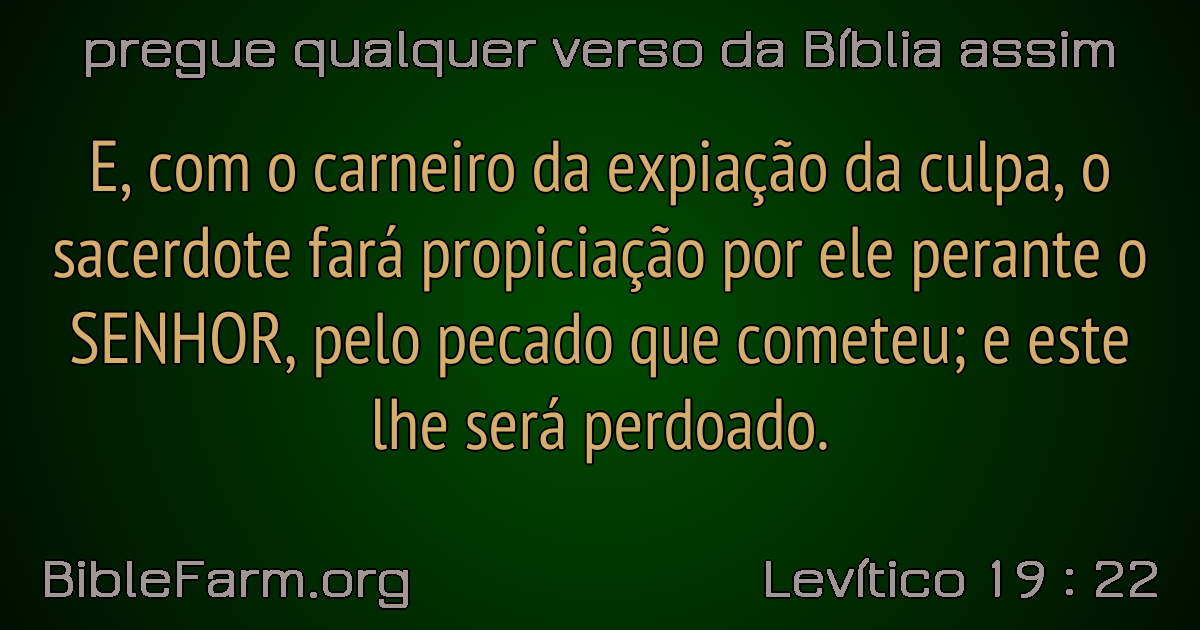 pregue qualquer verso da Bíblia assim
E, com o carneiro da expiação da culpa, o
sacerdote fará propiciação por ele perante o
SENHOR, pelo pecado que cometeu; e este
lhe será perdoado.
BibleFarm.org
Levítico 19 : 22